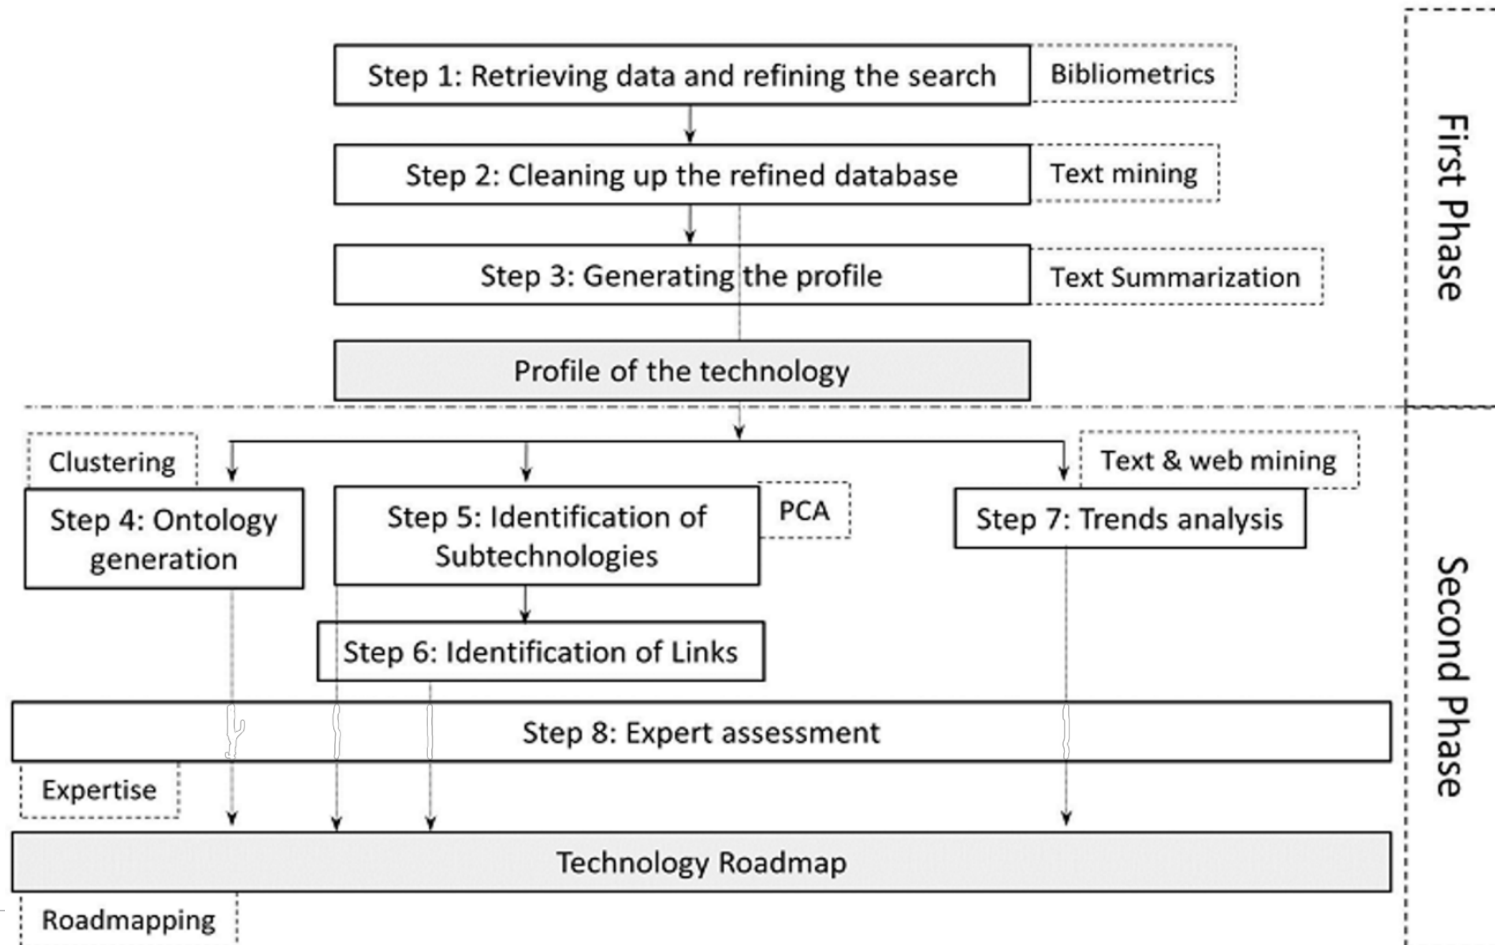 Step 1: Retrieving data and refining the search
Bibliometrics
Step 2: Cleaning up the refined database
Text mining
Step 3: Generating the profile
Text Summarization
Profile of the technology
First Phase
Clustering
Text & web mining
Step 4: Ontology
generation
Step 5: Identification of
Subtechnologies
PCA
Step 7: Trends analysis
Step 6: Identification of Links
Step 8: Expert assessment
Expertise
Technology Roadmap
Roadmapping
Second Phase